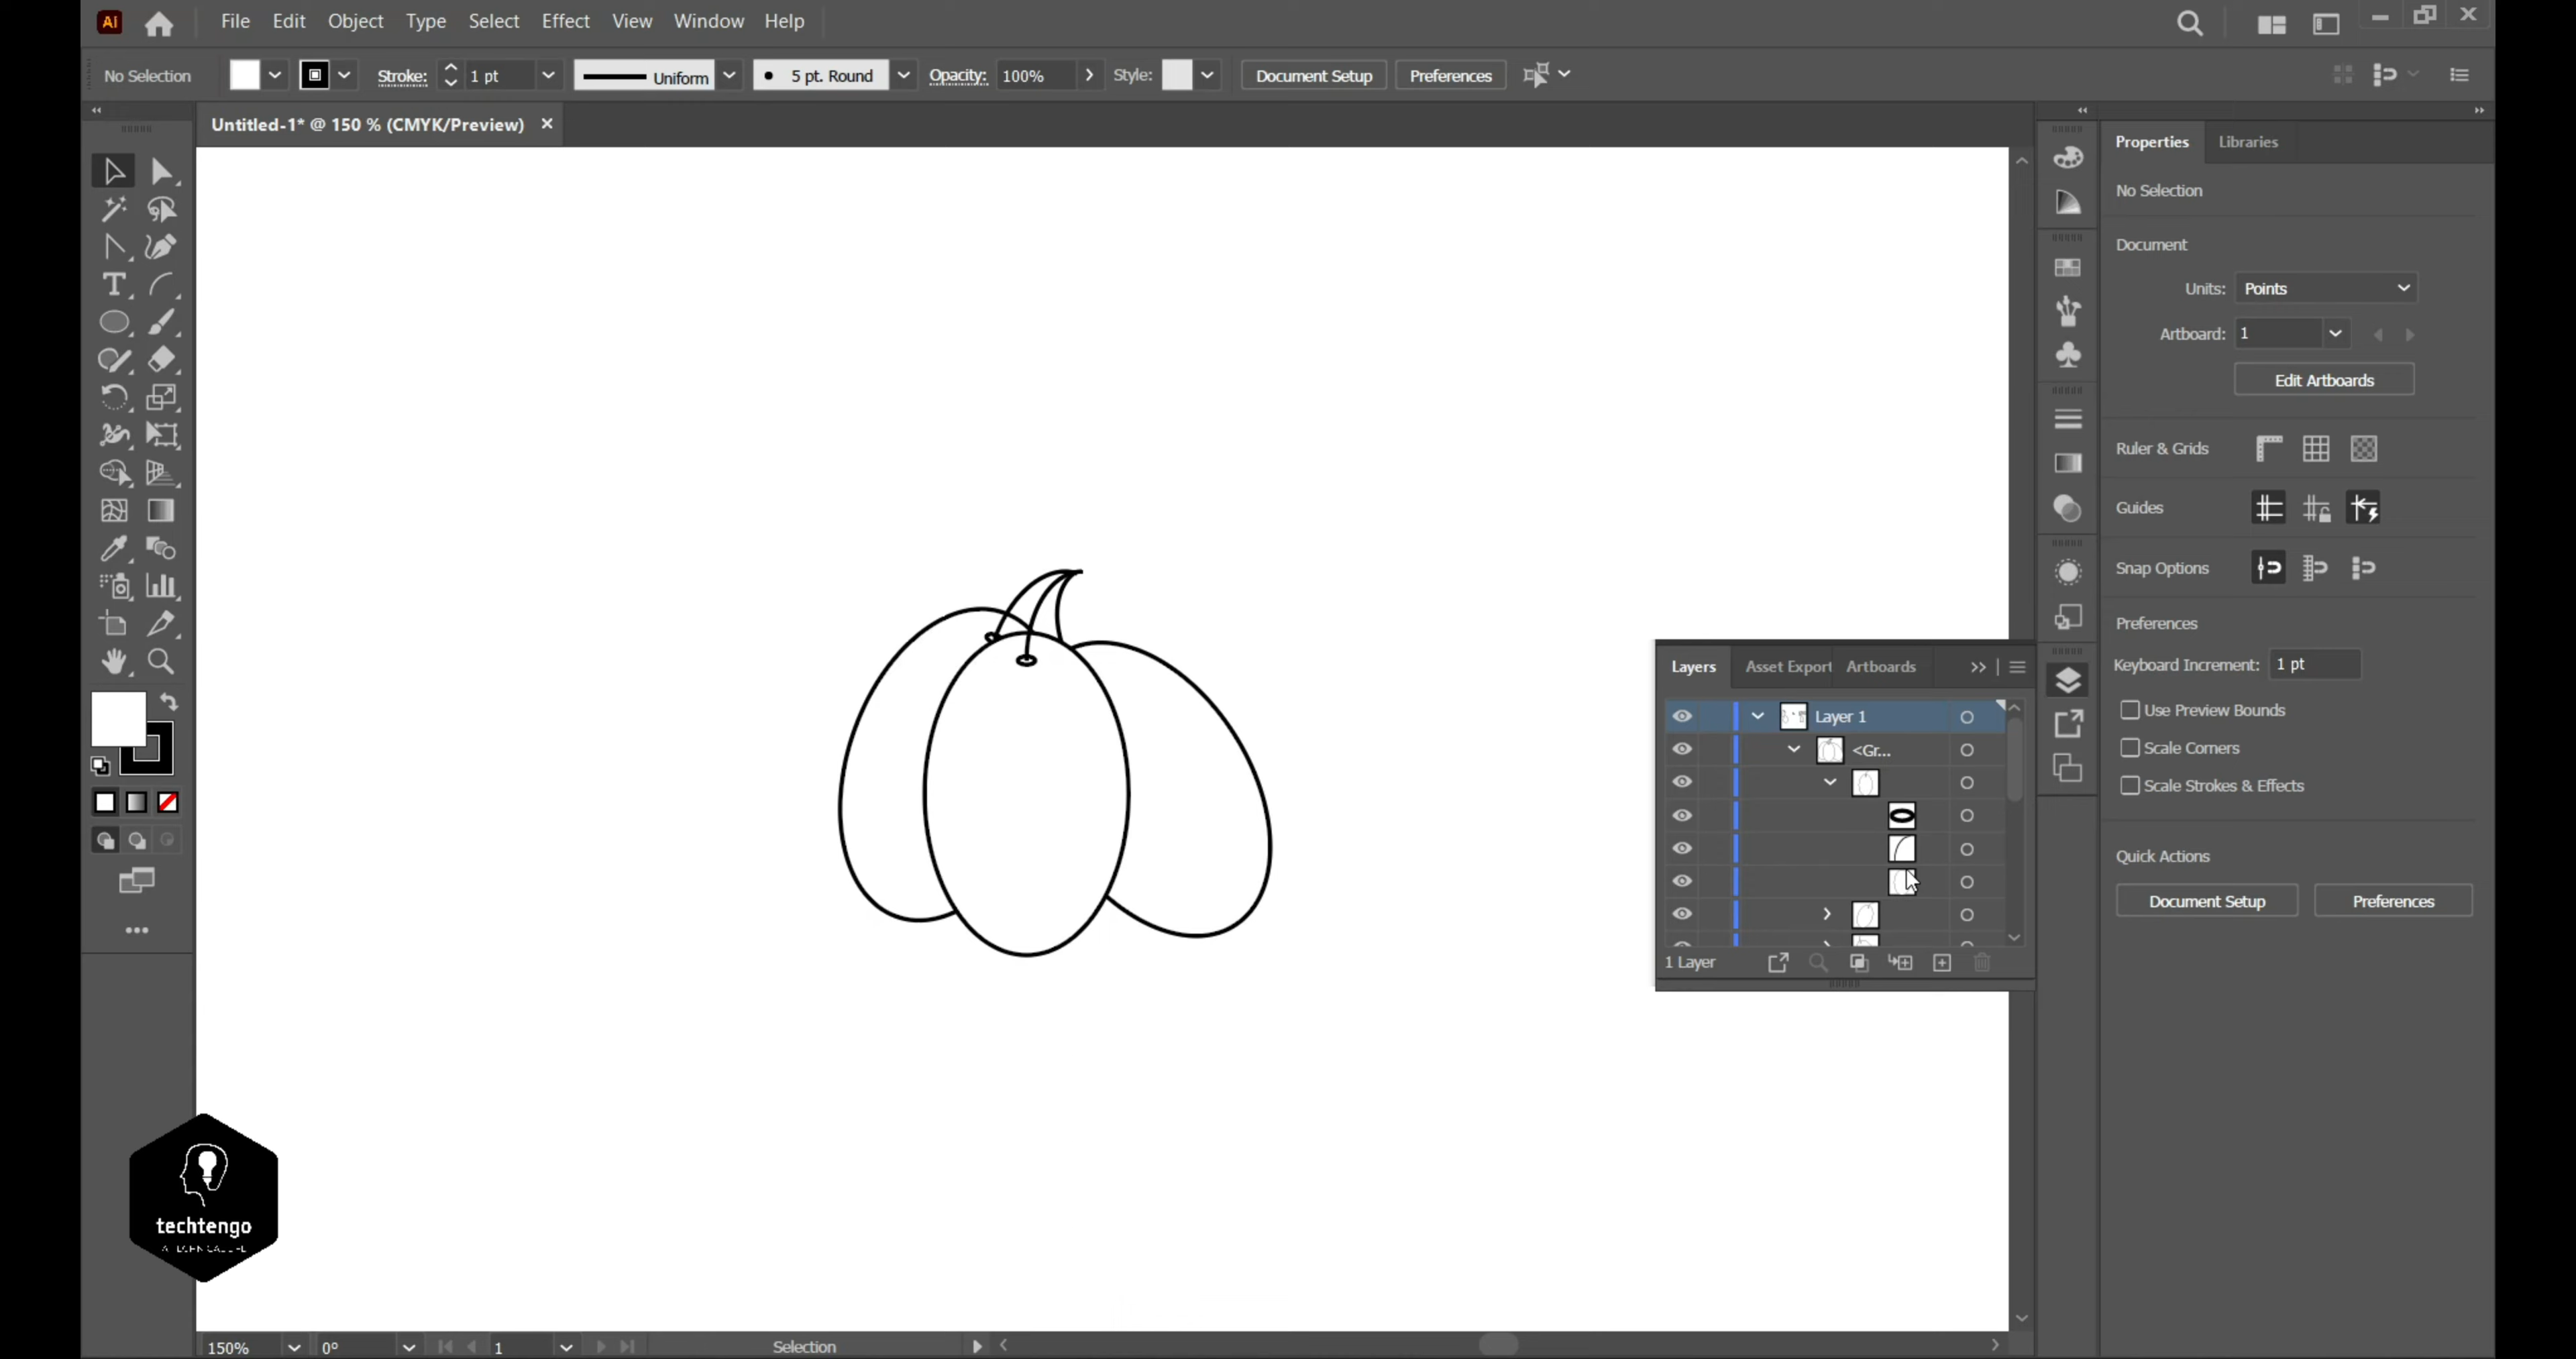 Ai File Edit Object Type Select Effect View Window Help
No Selection Stroke: 1 pt Uniform 5 pt. Round Opacity: 100% Style: Document Setup Preferences
Untitled-1* @ 150 % (CMYK/Preview)
Properties Libraries
No Selection
Document
Units: Points
Artboard: 1
Edit Artboards
Ruler & Grids
Guides
Snap Options
Preferences
Keyboard Increment: 1 pt
Use Preview Bounds
Scale Corners
Scale Strokes & Effects
Quick Actions
Document Setup Preferences
Layers Asset Export Artboards
Layer 1
<Gr...
1 Layer
techtengo
150% 0° 1 Selection